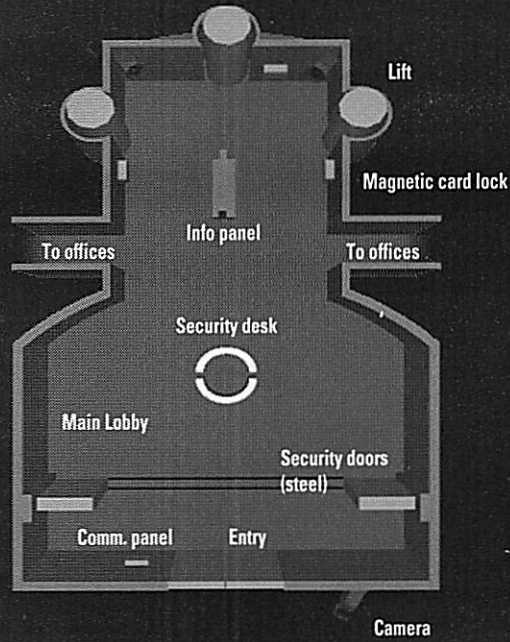 Lift
Magnetic card lock
Info panel
To offices
To offices
Security desk
Main Lobby
Security doors
(steel)
Comm. panel
Entry
Camera